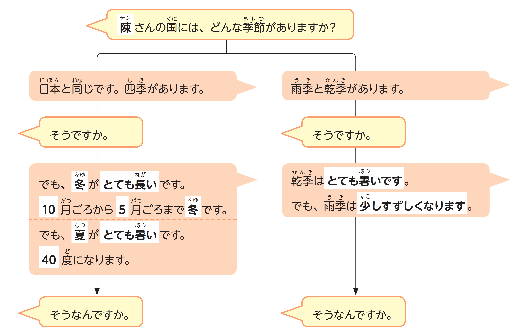 陳さんの国には、どんな季節がありますか？
日本と同じです。四季があります。
そうですか。
でも、冬がとても長いです。
10月ごろから5月ごろまで冬です。
でも、夏がとても暑いです。
40度になります。
そうなんですか。
雨季と乾季があります。
そうですか。
乾季はとても暑いです。
でも、雨季は少しすずしくなります。
そうなんですか。